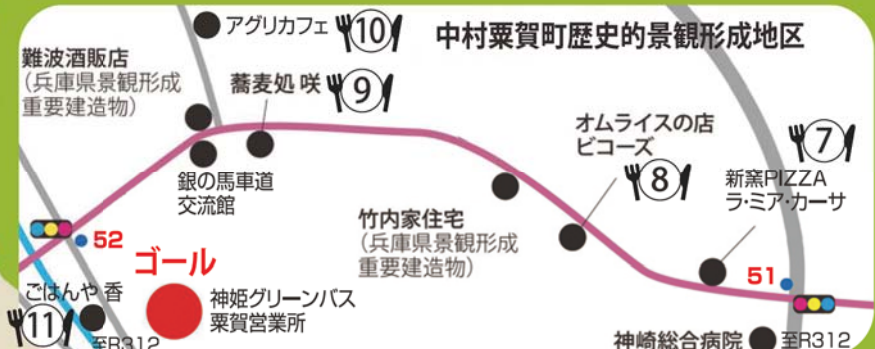 アグリカフェ
⑩
中村粟賀町歴史的景観形成地区
難波酒販店
(兵庫県景観形成
重要建造物)
蕎麦処 咲
⑨
オムライスの店
ビコーズ
⑧
⑦
新窯PIZZA
ラ・ミア・カーサ
銀の馬車道
交流館
竹内家住宅
(兵庫県景観形成
重要建造物)
52
ゴール
51
ごはんや 香
⑪
神姫グリーンバス
粟賀営業所
至R312
神崎総合病院
至R312